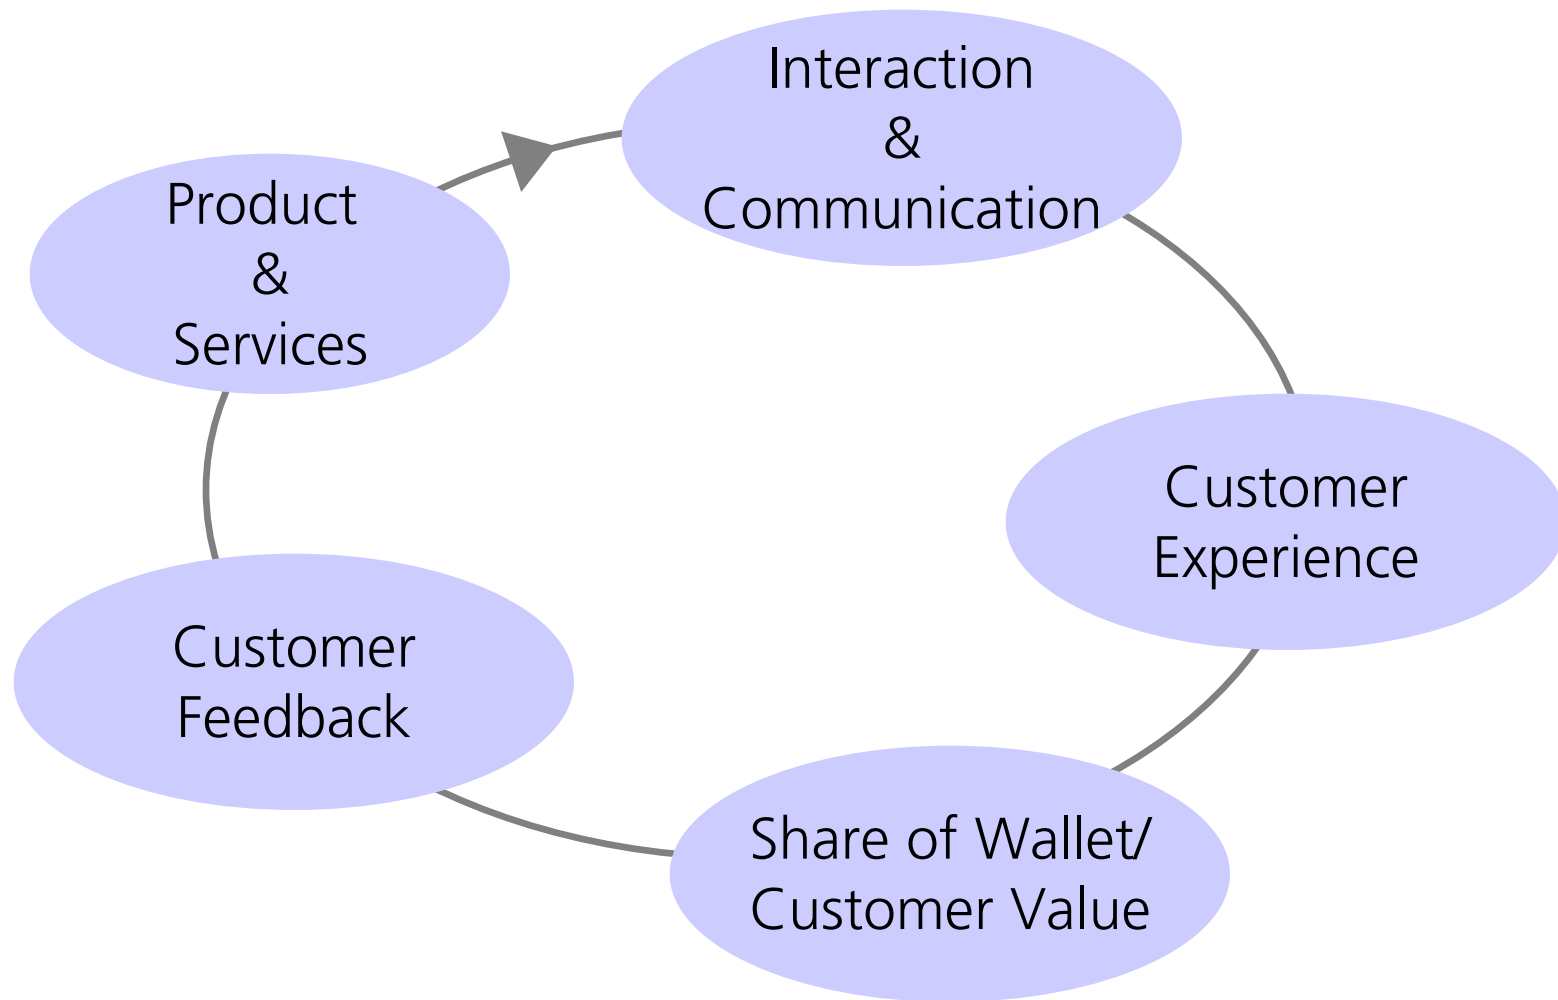 Interaction
&
Communication
Product
&
Services
Customer
Experience
Customer
Feedback
Share of Wallet/
Customer Value